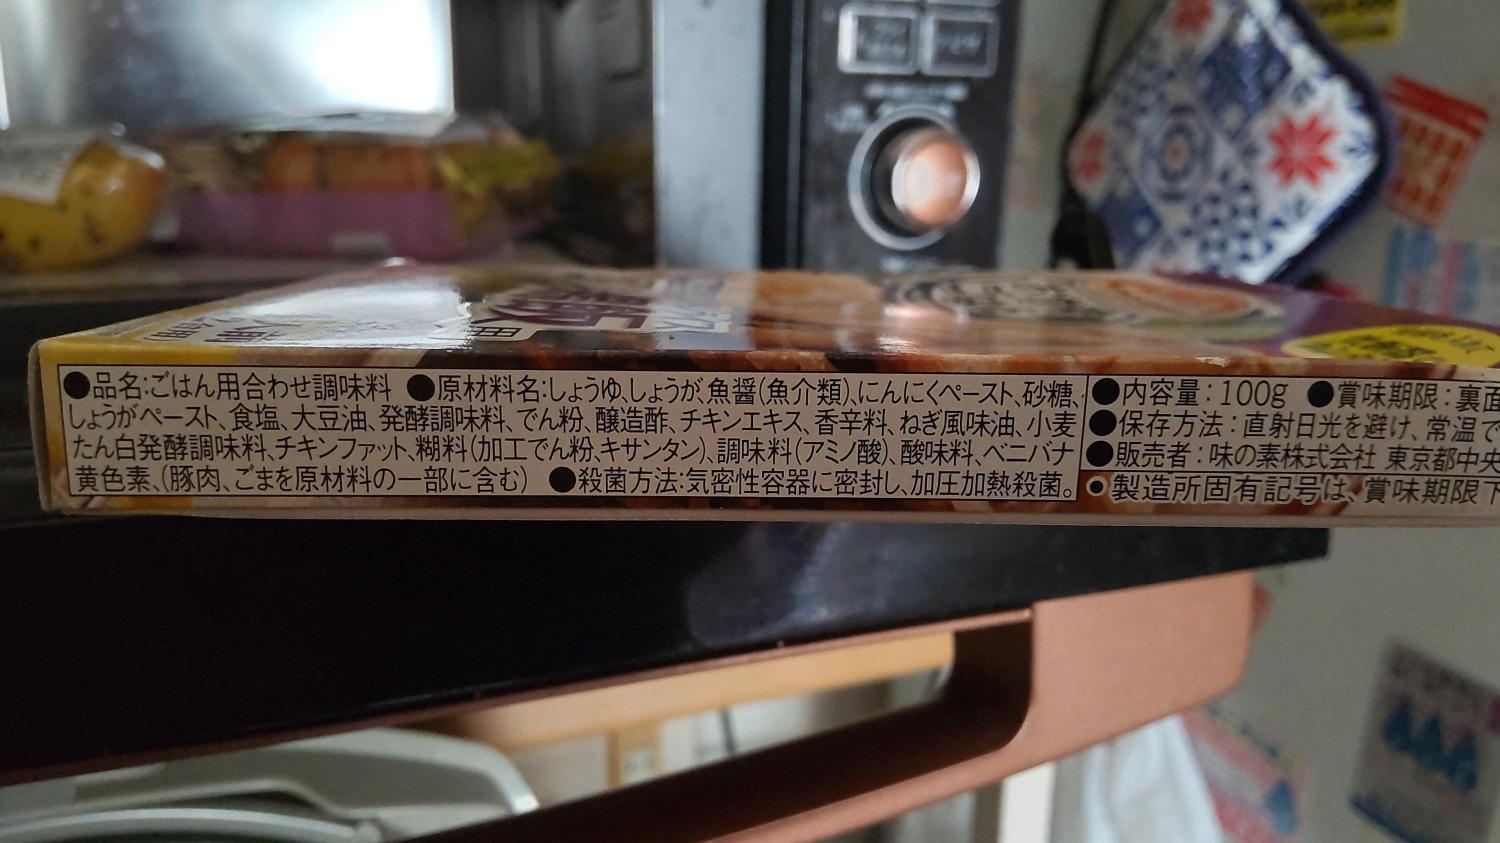 ●品名:ごはん用合わせ調味料 ●原材料名:しょうゆ、しょうが、魚醤(魚介類)、にんにくペースト、砂糖、
しょうがペースト、食塩、大豆油、発酵調味料、でん粉、醸造酢、チキンエキス、香辛料、ねぎ風味油、小麦
たん白発酵調味料、チキンファット、糊料(加工でん粉、キサンタン)、調味料(アミノ酸)、酸味料、ベニバナ
黄色素、(豚肉、ごまを原材料の一部に含む) ●殺菌方法:気密性容器に密封し、加圧加熱殺菌。
●内容量:100g ●賞味期限:裏面
●保存方法:直射日光を避け、常温で
●販売者:味の素株式会社 東京都中央
●製造所固有記号は、賞味期限下